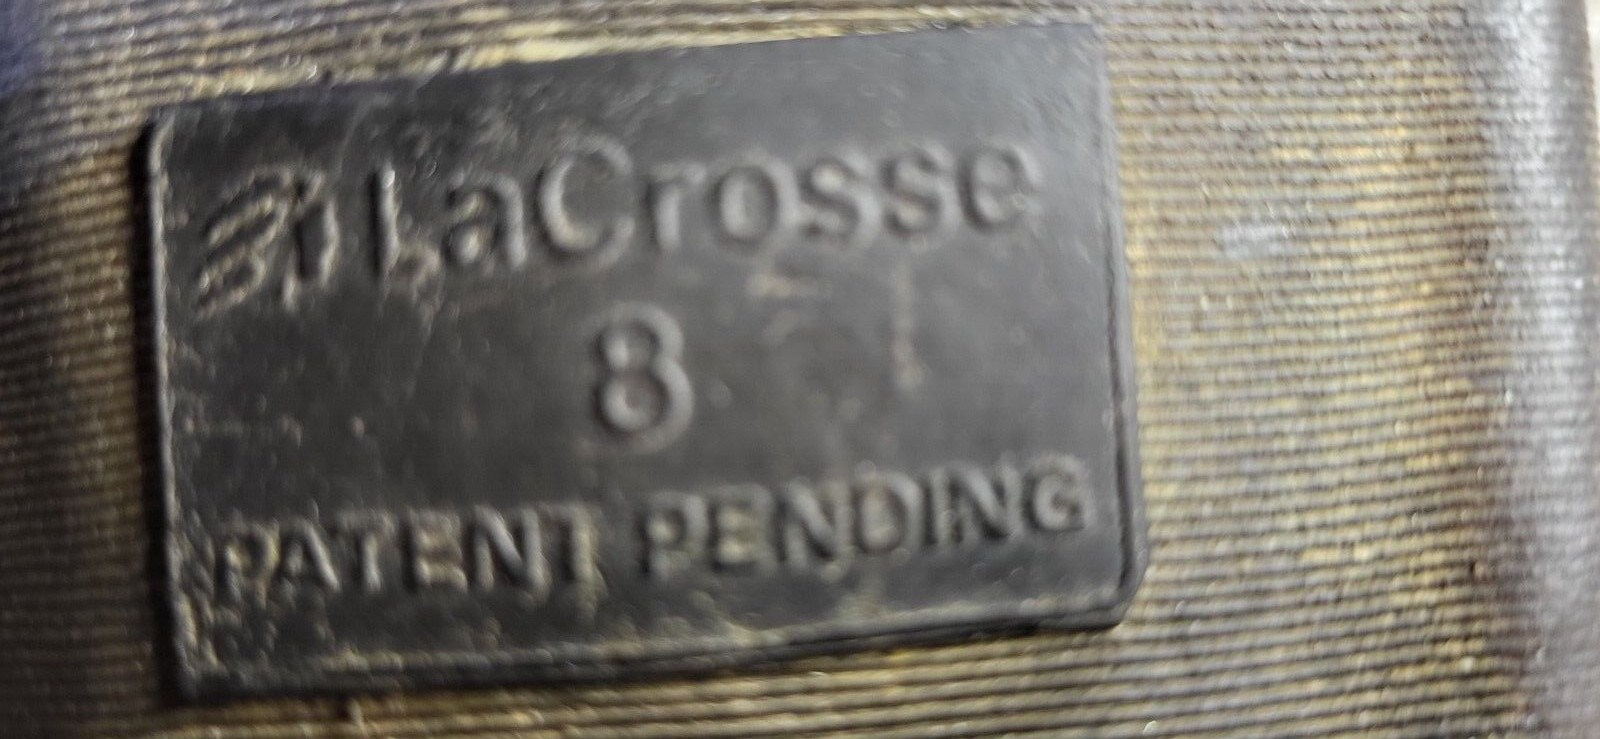 LaCrosse
8
PATENT PENDING